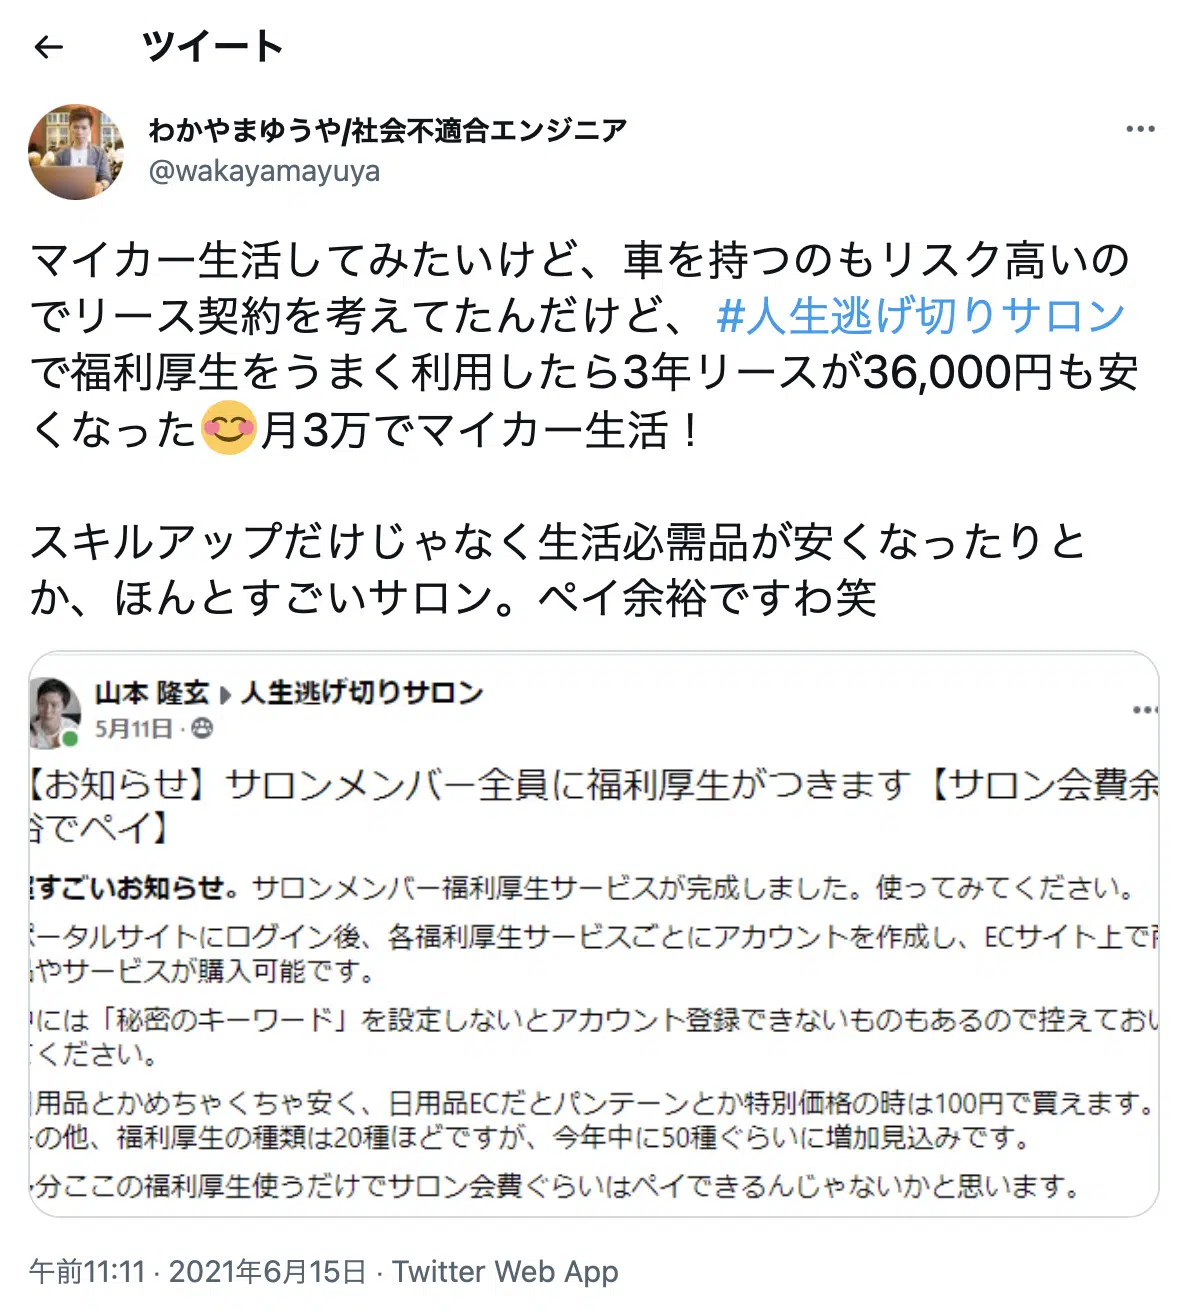 ツイート
わかやまゆうや/社会不適合エンジニア
@wakayamayuya
マイカー生活してみたいけど、車を持つのもリスク高いの
でリース契約を考えてたんだけど、 #人生逃げ切りサロン
で福利厚生をうまく利用したら3年リースが36,000円も安
くなった😊月3万でマイカー生活！
スキルアップだけじゃなく生活必需品が安くなったりと
か、ほんとすごいサロン。ペイ余裕ですわ笑
山本 隆玄 ▶ 人生逃げ切りサロン
5月11日 ·
【お知らせ】サロンメンバー全員に福利厚生がつきます【サロン会費余
裕でペイ】
すごいお知らせ。サロンメンバー福利厚生サービスが完成しました。使ってみてください。
ータルサイトにログイン後、各福利厚生サービスごとにアカウントを作成し、ECサイト上で
やサービスが購入可能です。
には「秘密のキーワード」を設定しないとアカウント登録できないものもあるので控えておい
ください。
用品とかめちゃくちゃ安く、日用品ECだとパンテーンとか特別価格の時は100円で買えます。
の他、福利厚生の種類は20種ほどですが、今年中に50種ぐらいに増加見込みです。
分ここの福利厚生使うだけでサロン会費ぐらいはペイできるんじゃないかと思います。
午前11:11 · 2021年6月15日 · Twitter Web App